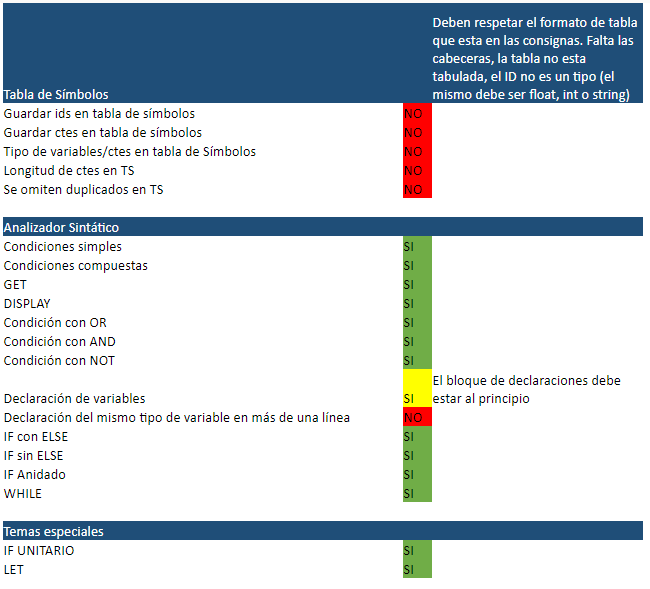 Deben respetar el formato de tabla
que esta en las consignas. Falta las
cabeceras, la tabla no esta
tabulada, el ID no es un tipo (el
Tabla de Símbolos mismo debe ser float, int o string)
Guardar ids en tabla de símbolos NO
Guardar ctes en tabla de símbolos NO
Tipo de variables/ctes en tabla de Símbolos NO
Longitud de ctes en TS NO
Se omiten duplicados en TS NO
Analizador Sintático
Condiciones simples SI
Condiciones compuestas SI
GET SI
DISPLAY SI
Condición con OR SI
Condición con AND SI
Condición con NOT SI
El bloque de declaraciones debe
Declaración de variables SI estar al principio
Declaración del mismo tipo de variable en más de una línea NO
IF con ELSE SI
IF sin ELSE SI
IF Anidado SI
WHILE SI
Temas especiales
IF UNITARIO SI
LET SI